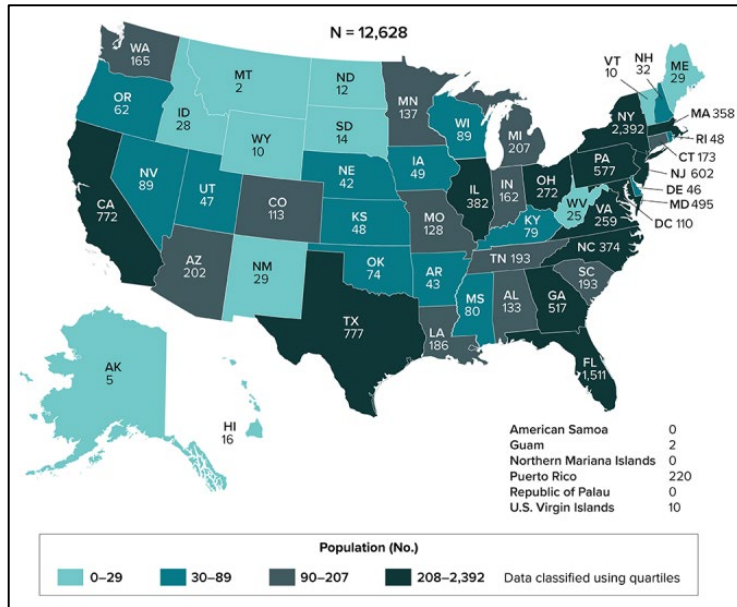 N = 12,628
WA
165
MT
2
ND
12
MN
137
VT
10
NH
32
ME
29
OR
62
ID
28
WY
10
SD
14
WI
89
MI
207
NY
2,392
MA 358
RI 48
CT 173
NJ 602
DE 46
MD 495
DC 110
NV
89
UT
47
CO
113
NE
42
IA
49
IL
382
IN
162
OH
272
PA
577
WV
25
VA
259
CA
772
KS
48
MO
128
KY
79
NC 374
TN 193
SC
193
AZ
202
NM
29
OK
74
AR
43
MS
80
AL
133
GA
517
TX
777
LA
186
FL
1,511
AK
5
HI
16
American Samoa 0
Guam 2
Northern Mariana Islands 0
Puerto Rico 220
Republic of Palau 0
U.S. Virgin Islands 10
Population (No.)
0–29 30–89 90–207 208–2,392 Data classified using quartiles